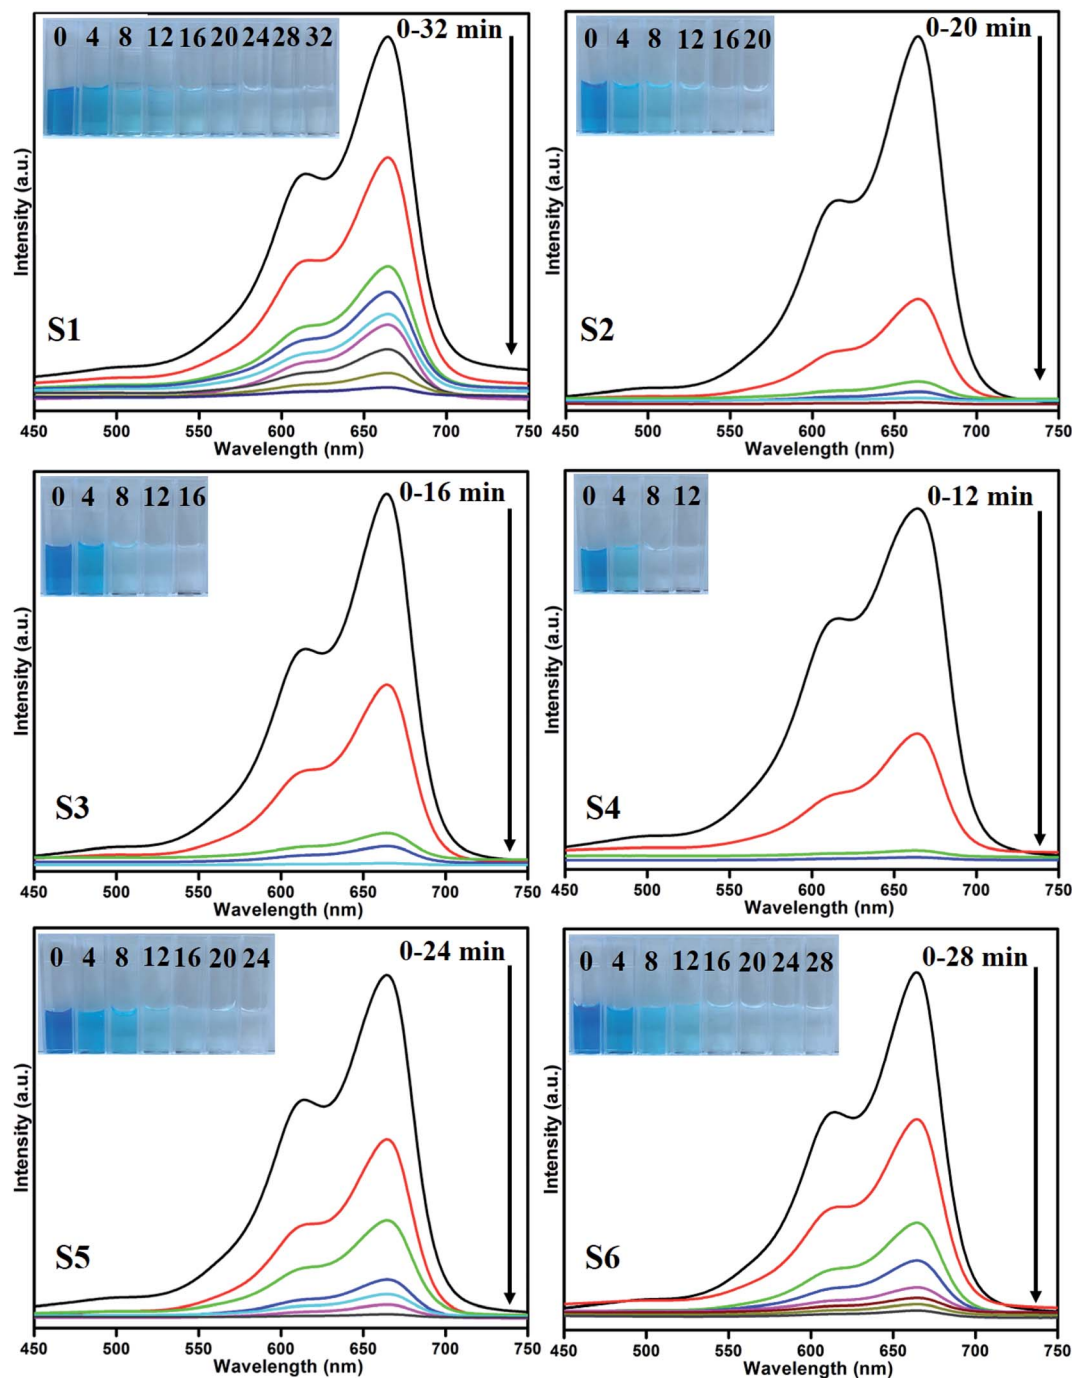 0 4 8 12 16 20 24 28 32
0-32 min
Intensity (a.u.)
S1
450 500 550 600 650 700 750
Wavelength (nm)
0 4 8 12 16 20
0-20 min
Intensity (a.u.)
S2
450 500 550 600 650 700 750
Wavelength (nm)
0 4 8 12 16
0-16 min
Intensity (a.u.)
S3
450 500 550 600 650 700 750
Wavelength (nm)
0 4 8 12
0-12 min
Intensity (a.u.)
S4
450 500 550 600 650 700 750
Wavelength (nm)
0 4 8 12 16 20 24
0-24 min
Intensity (a.u.)
S5
450 500 550 600 650 700 750
Wavelength (nm)
0 4 8 12 16 20 24 28
0-28 min
Intensity (a.u.)
S6
450 500 550 600 650 700 750
Wavelength (nm)